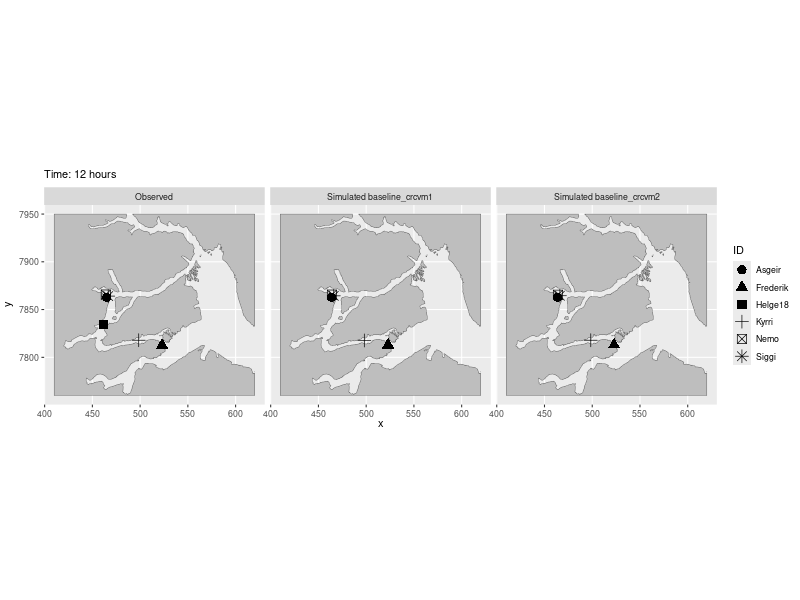 Time: 12 hours
Observed
Simulated baseline_crcvm1
Simulated baseline_crcvm2
y
7950
7900
7850
7800
400 450 500 550 600
400 450 500 550 600
400 450 500 550 600
x
ID
Asgeir
Frederik
Helge18
Kyrri
Nemo
Siggi